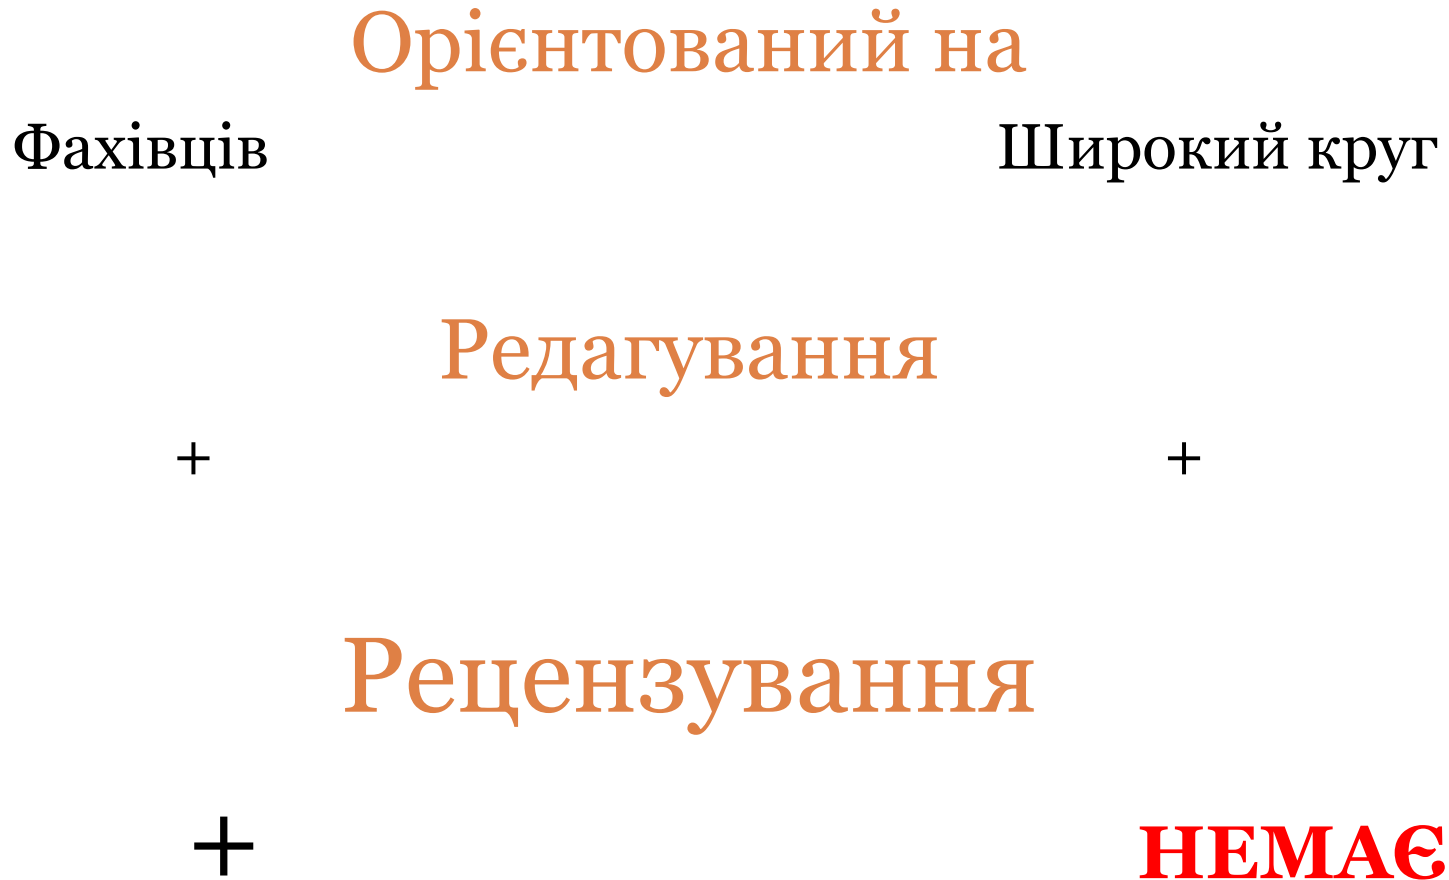 Орієнтований на
Фахівців Широкий круг
Редагування
+ +
Рецензування
+ НЕМАЄ